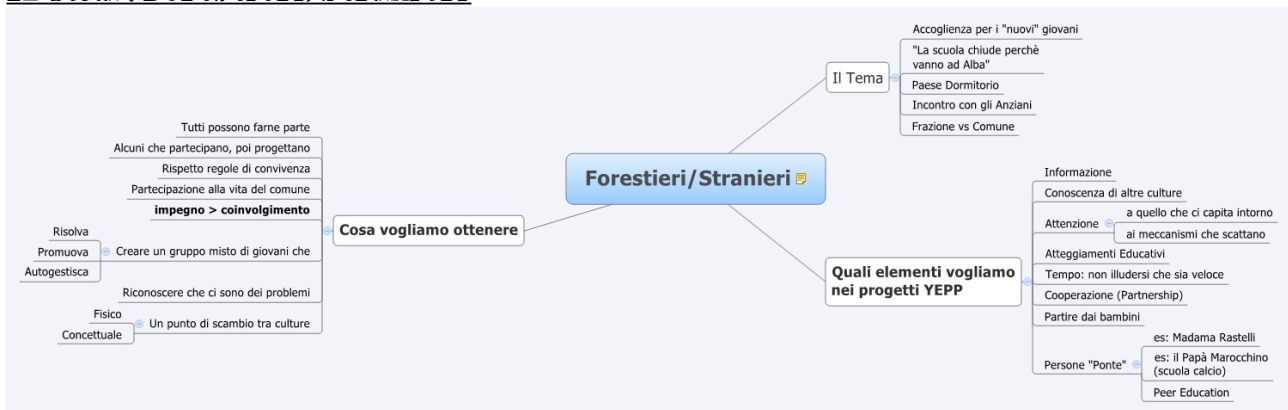 Forestieri/Stranieri
Il Tema
Accoglienza per i "nuovi" giovani
"La scuola chiude perchè
vanno ad Alba"
Paese Dormitorio
Incontro con gli Anziani
Frazione vs Comune
Quali elementi vogliamo
nei progetti YEPP
Informazione
Conoscenza di altre culture
Attenzione
a quello che ci capita intorno
ai meccanismi che scattano
Atteggiamenti Educativi
Tempo: non illudersi che sia veloce
Cooperazione (Partnership)
Partire dai bambini
Persone "Ponte"
es: Madama Rastelli
es: il Papà Marocchino
(scuola calcio)
Peer Education
Cosa vogliamo ottenere
Tutti possono farne parte
Alcuni che partecipano, poi progettano
Rispetto regole di convivenza
Partecipazione alla vita del comune
impegno > coinvolgimento
Creare un gruppo misto di giovani che
Risolva
Promuova
Autogestisca
Riconoscere che ci sono dei problemi
Un punto di scambio tra culture
Fisico
Concettuale